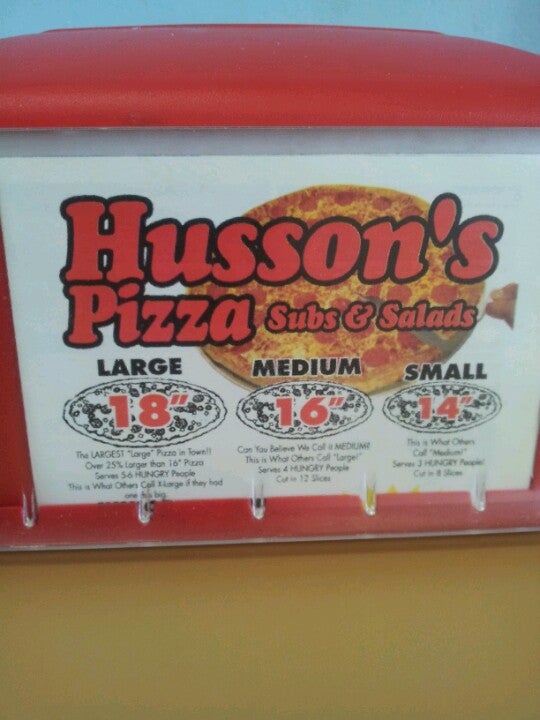 Husson's
Pizza Subs & Salads
LARGE
18"
The LARGEST "Large" Pizza in Town!!
Over 25% Larger than 16" Pizza
Serves 5-6 HUNGRY People
This is What Others Call X-Large if they had
one this big...
MEDIUM
16"
Can You Believe We Call it MEDIUM?
This is What Others Call "Large!"
Serves 4 HUNGRY People
Cut in 12 Slices
SMALL
14"
This is What Others
Call "Medium!"
Serves 3 HUNGRY People!
Cut in 8 Slices